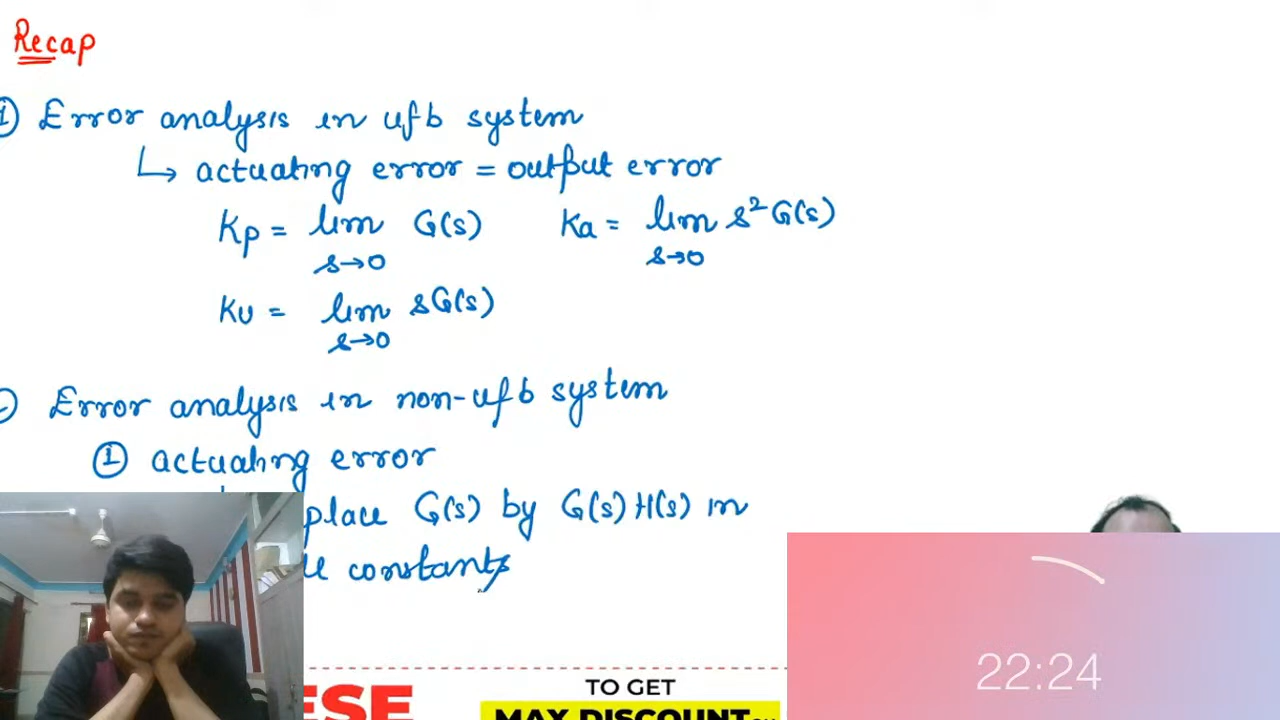 Recap
① Error analysis in ufb system
↳ actuating error = output error
Kp = lim s→0 G(s) Ka = lim s→0 s² G(s)
Kv = lim s→0 sG(s)
Error analysis in non-ufb system
① actuating error
place G(s) by G(s) H(s) in
constants
22:24
ESE
TO GET
MAX DISCOUNT